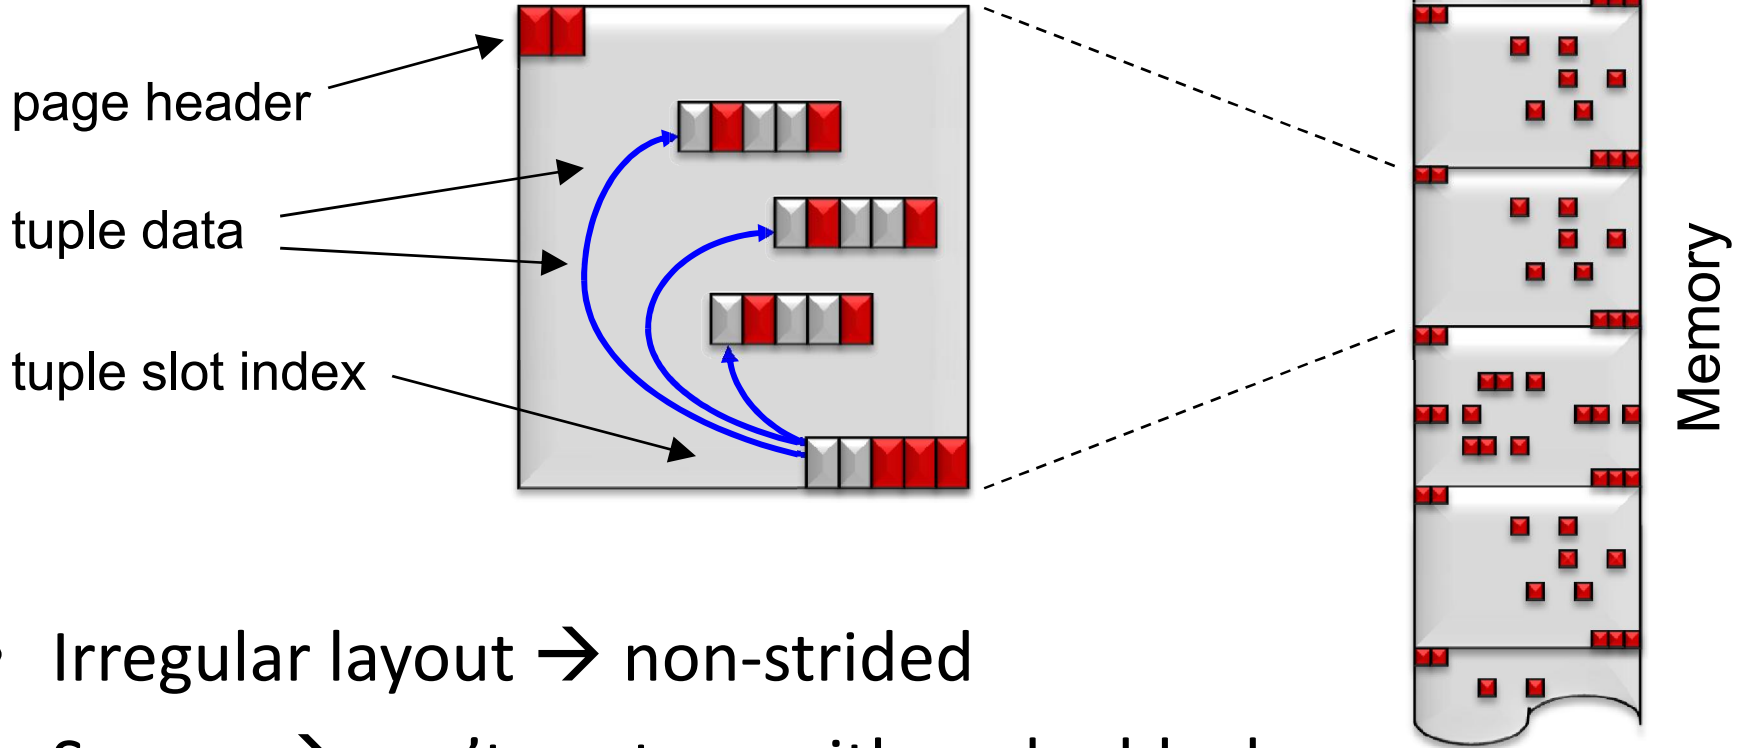 page header
tuple data
tuple slot index
Memory
• Irregular layout → non-strided